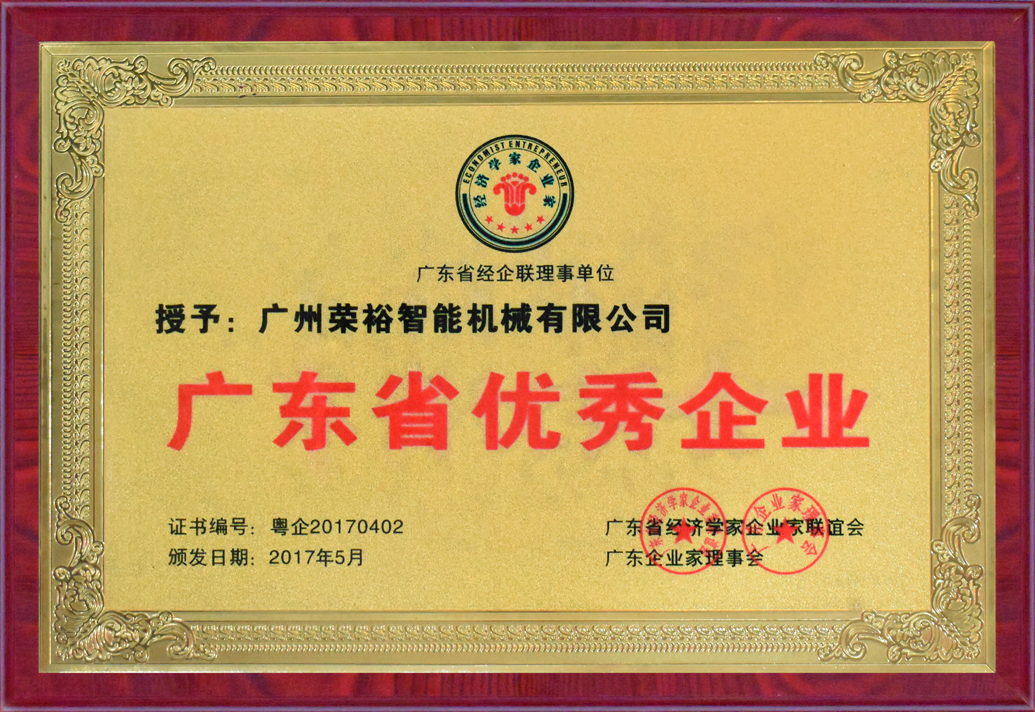 ECONOMIST ENTREPRENEUR
经济学家企业家
广东省经企联理事单位
授予：广州荣裕智能机械有限公司
广东省优秀企业
证书编号：粤企20170402
颁发日期：2017年5月
广东省经济学家企业家联谊会
广东企业家理事会